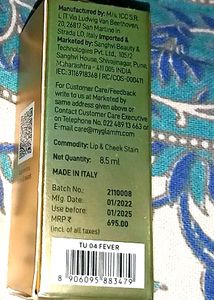 Manufactured by: M/s. ICC S.R.
L. IT Via Ludwig Van Beethoven
20, 26817 San Martino in
Strada LO, Italy Imported &
Marketed by: Sanghvi Beauty &
Technologies Pvt Ltd., 105/2
Sanghvi House, Shivajinagar, Pune,
Maharashtra - 411 005 INDIA
IEC: 3116918368 | RC/COS-000471
For Customer Care/Feedback
write to us at Marketed by
same address given above or
Contact Customer Care Executive
on Telephone No. 022 489 13 663 or
E-mail care@myglamm.com
Commodity: Lip & Cheek Stain
Net Quantity: 8.5 ml
MADE IN ITALY
Batch No: 2110008
Mfg Date: 01/2022
Use before 01/2025
MRP ₹ 695.00
(incl. of all taxes)
TU 04 FEVER
8 906095 883479